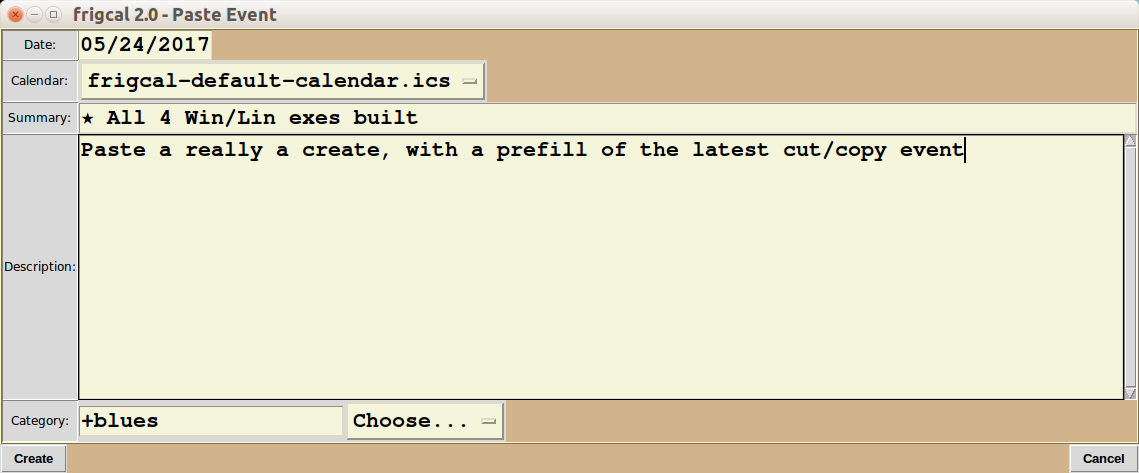 frigcal 2.0 - Paste Event
Date: 05/24/2017
Calendar: frigcal-default-calendar.ics
Summary: ★ All 4 Win/Lin exes built
Description: Paste a really a create, with a prefill of the latest cut/copy event
Category: +blues Choose...
Create Cancel